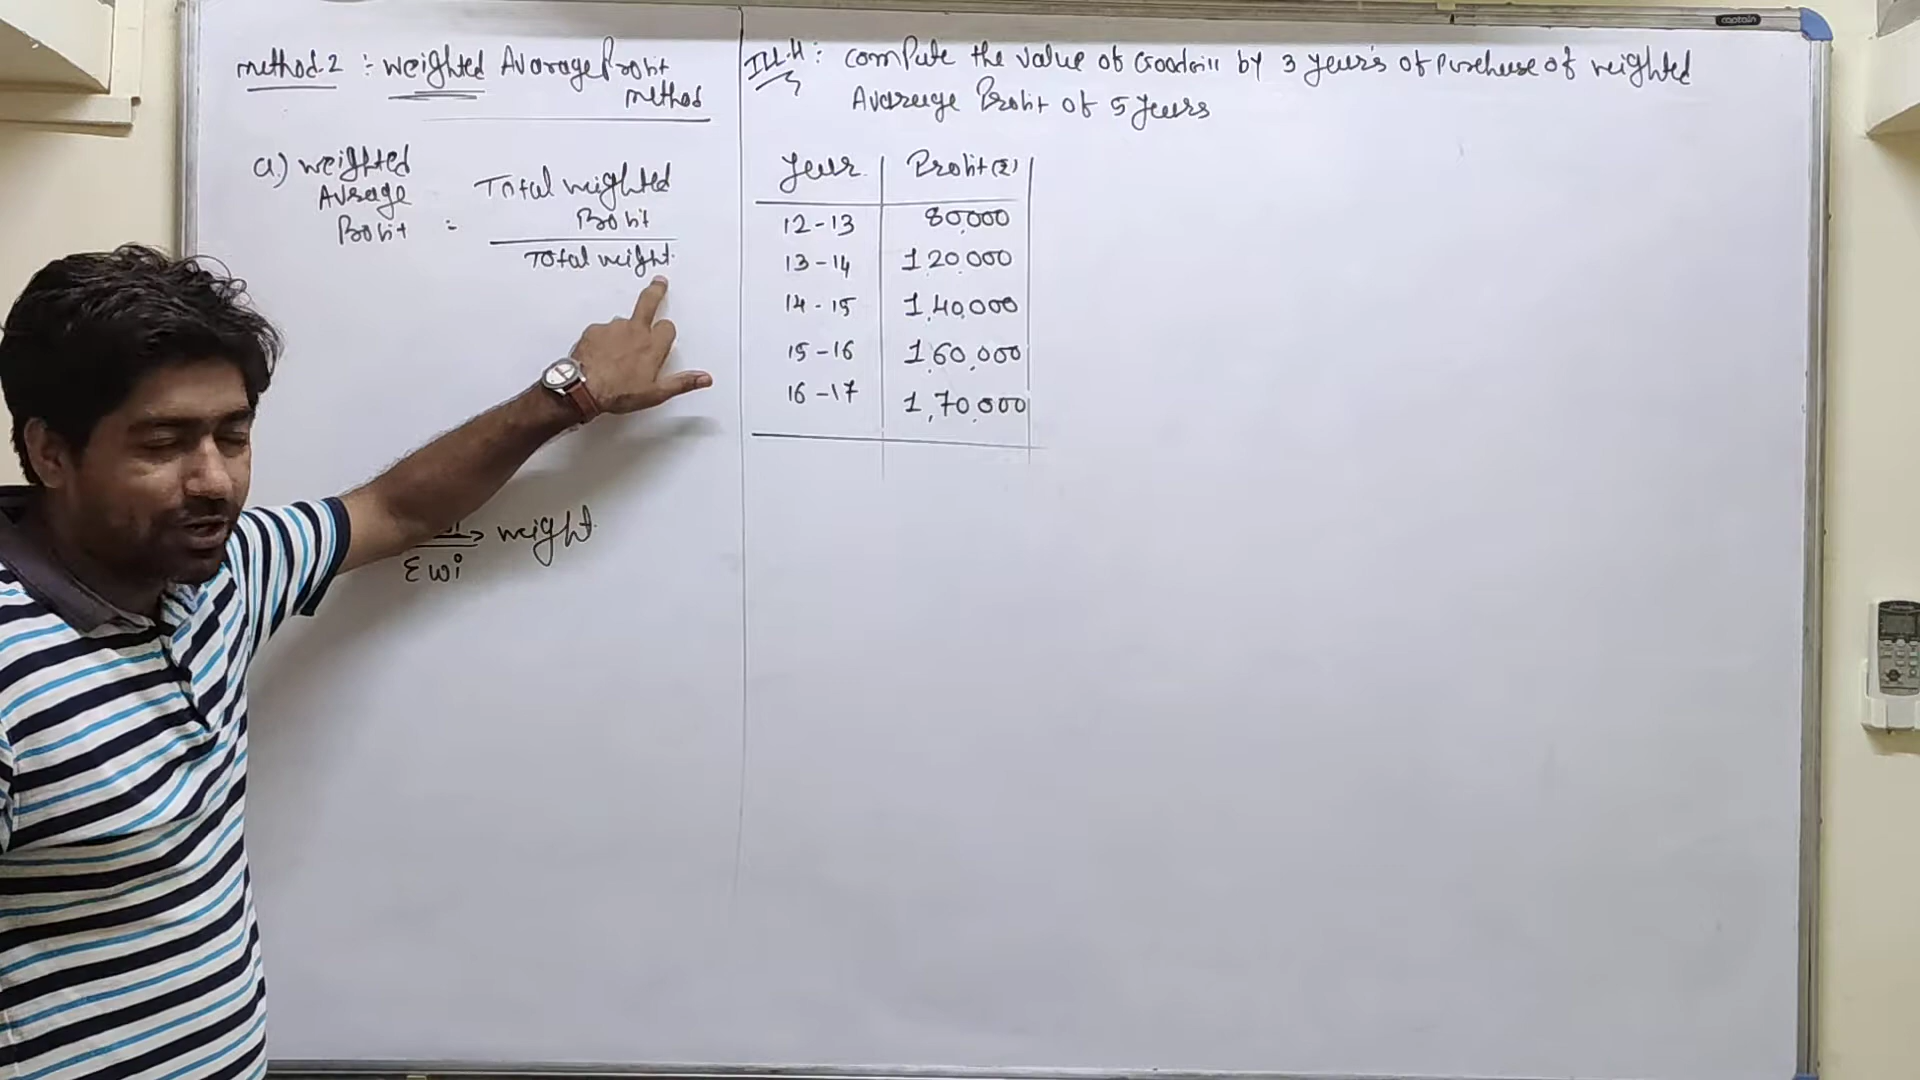 method-2 : weighted Average Profit
method
a.) weighted
Average
Profit
=
Total weighted
Profit
Total weight
→ weight
Σwi
Ill.4: compute the value of Goodwill by 3 years of purchase of weighted
Average Profit of 5 years
Year Profit(₹)
12-13 80,000
13-14 1,20,000
14-15 1,40,000
15-16 1,60,000
16-17 1,70,000
captain